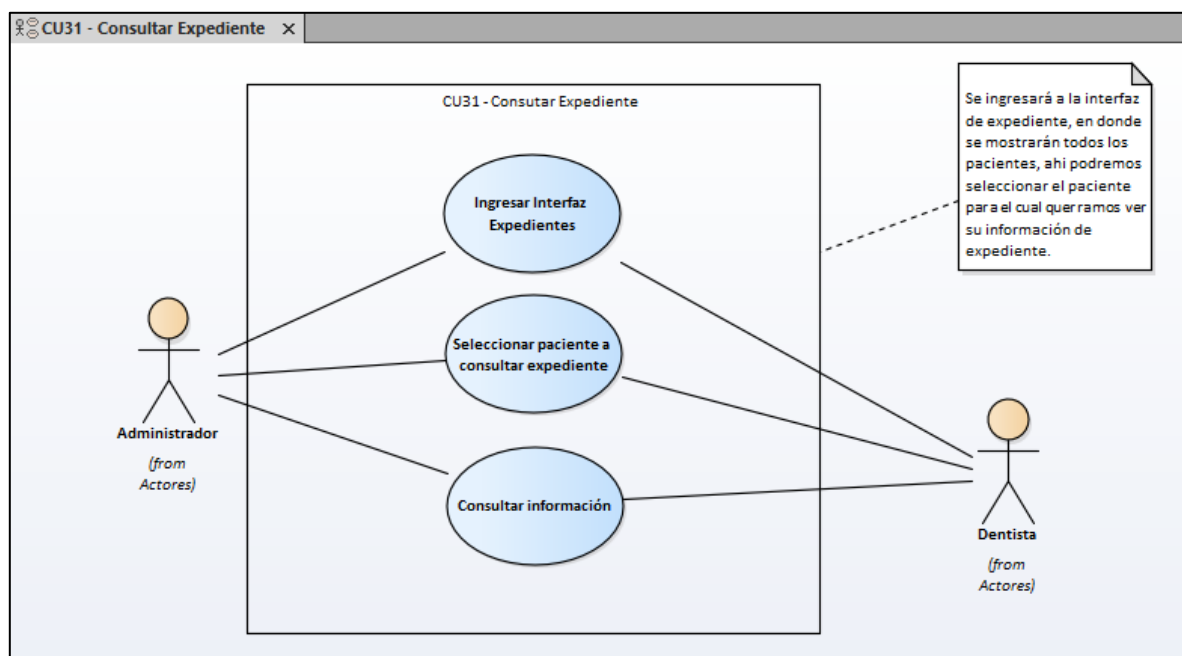 CU31 - Consultar Expediente
CU31 - Consutar Expediente
Se ingresará a la interfaz
de expediente, en donde
se mostrarán todos los
pacientes, ahi podremos
seleccionar el paciente
para el cual querramos ver
su información de
expediente.
Ingresar Interfaz
Expedientes
Seleccionar paciente a
consultar expediente
Consultar información
Administrador
(from
Actores)
Dentista
(from
Actores)